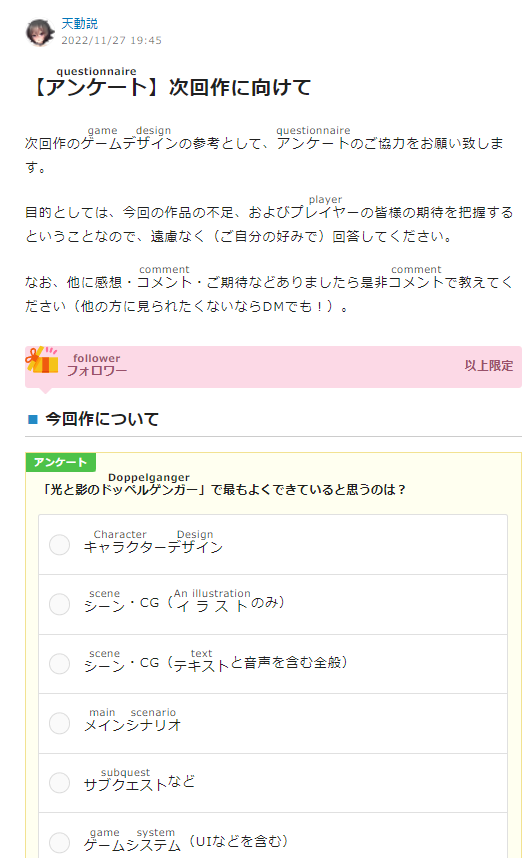 天動説
2022/11/27 19:45
questionnaire
【アンケート】次回作に向けて
game design questionnaire
次回作のゲームデザインの参考として、アンケートのご協力をお願い致しま
す。
player
目的としては、今回の作品の不足、およびプレイヤーの皆様の期待を把握する
ということなので、遠慮なく（ご自分の好みで）回答してください。
comment comment
なお、他に感想・コメント・ご期待などありましたら是非コメントで教えてく
ださい（他の方に見られたくないならDMでも！）。
follower
フォロワー 以上限定
今回作について
アンケート
Doppelganger
「光と影のドッペルゲンガー」で最もよくできていると思うのは？
Character Design
キャラクターデザイン
scene An illustration
シーン・CG（イラストのみ）
scene text
シーン・CG（テキストと音声を含む全般）
main scenario
メインシナリオ
subquest
サブクエストなど
game system
ゲームシステム（UIなどを含む）